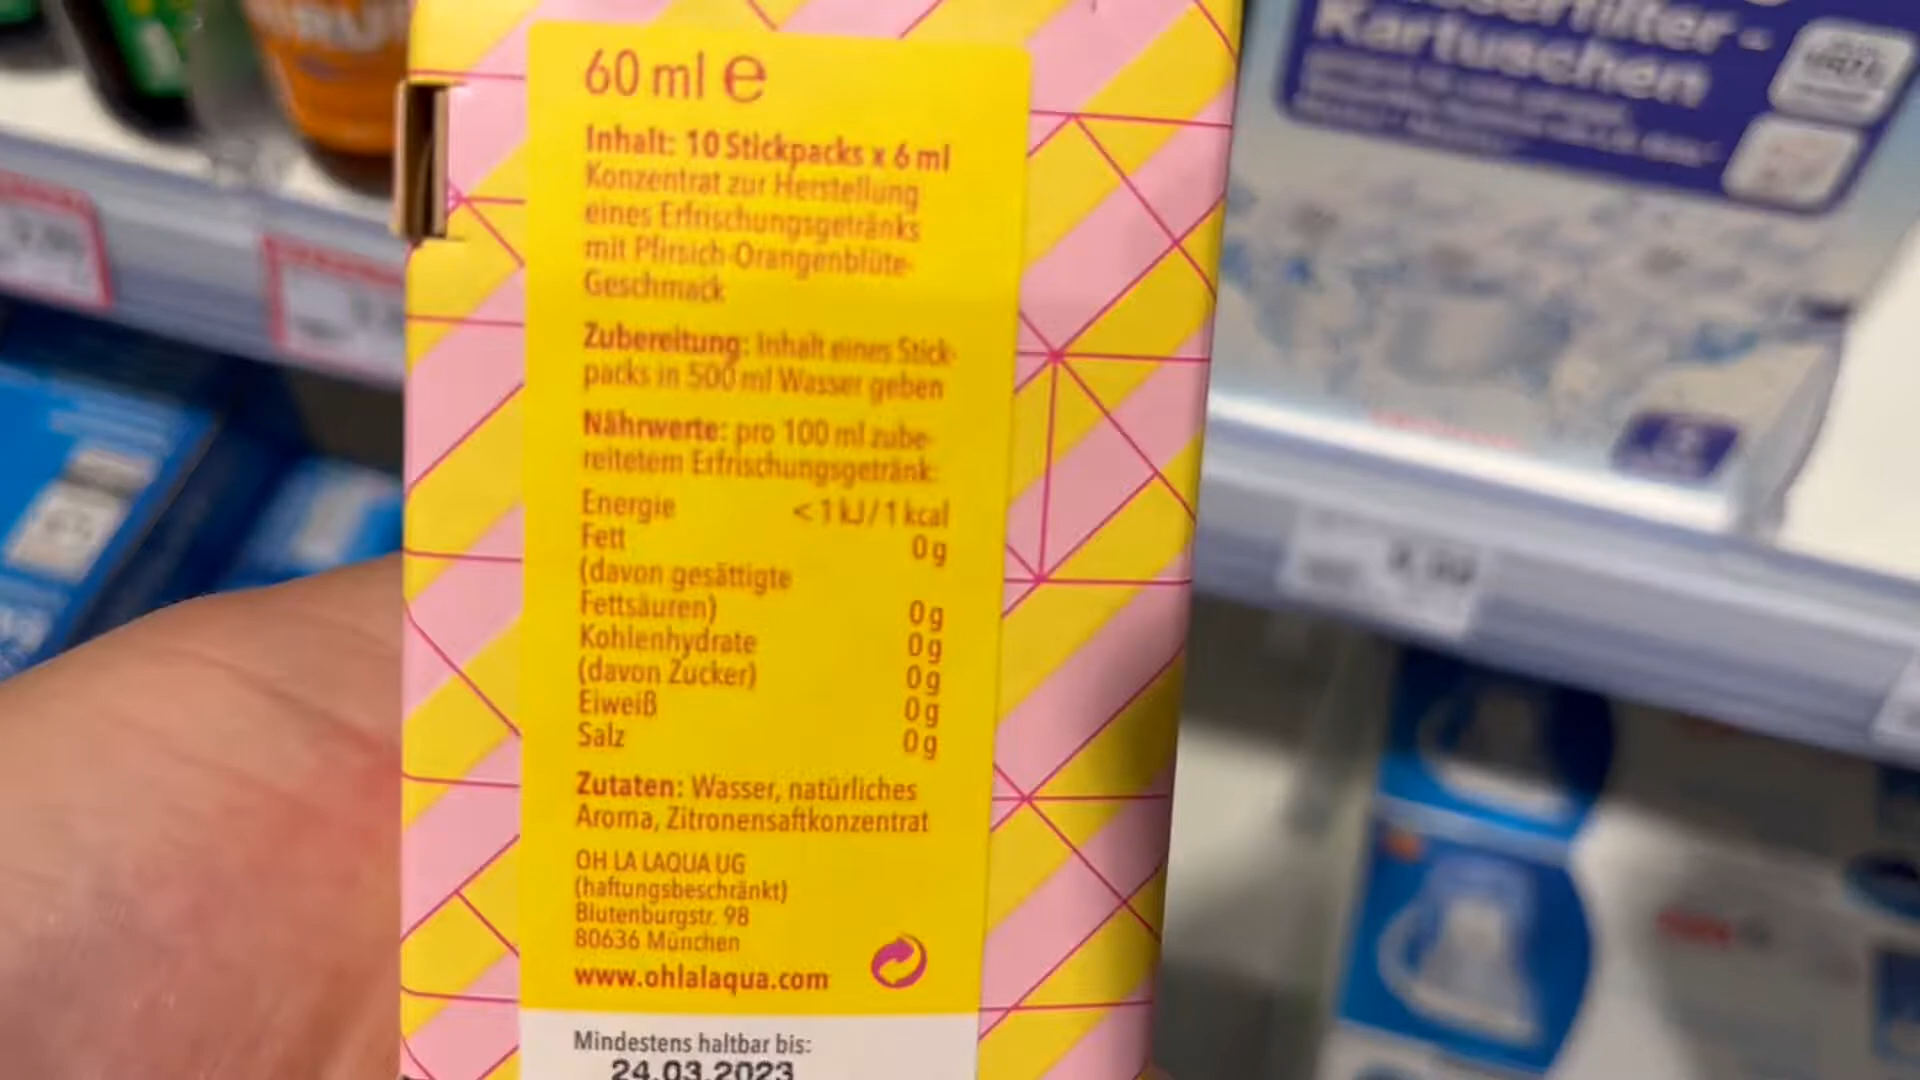 60 ml e
Inhalt: 10 Stickpacks x 6 ml
Konzentrat zur Herstellung
eines Erfrischungsgetränks
mit Pfirsich-Orangenblüte-
Geschmack
Zubereitung: Inhalt eines Stick-
packs in 500 ml Wasser geben
Nährwerte: pro 100 ml zube-
reitetem Erfrischungsgetränk:
Energie < 1 kJ / 1 kcal
Fett 0 g
(davon gesättigte
Fettsäuren) 0 g
Kohlenhydrate 0 g
(davon Zucker) 0 g
Eiweiß 0 g
Salz 0 g
Zutaten: Wasser, natürliches
Aroma, Zitronensaftkonzentrat
OH LA LAQUA UG
(haftungsbeschränkt)
Blutenburgstr. 98
80636 München
www.ohlalaqua.com
Mindestens haltbar bis:
24.03.2023
Kartuschen